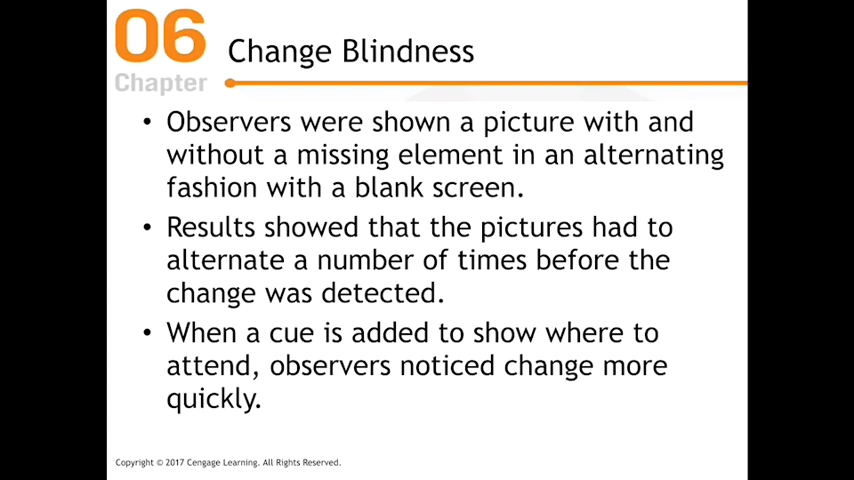 06
Chapter
Change Blindness
• Observers were shown a picture with and
without a missing element in an alternating
fashion with a blank screen.
• Results showed that the pictures had to
alternate a number of times before the
change was detected.
• When a cue is added to show where to
attend, observers noticed change more
quickly.
Copyright © 2017 Cengage Learning. All Rights Reserved.